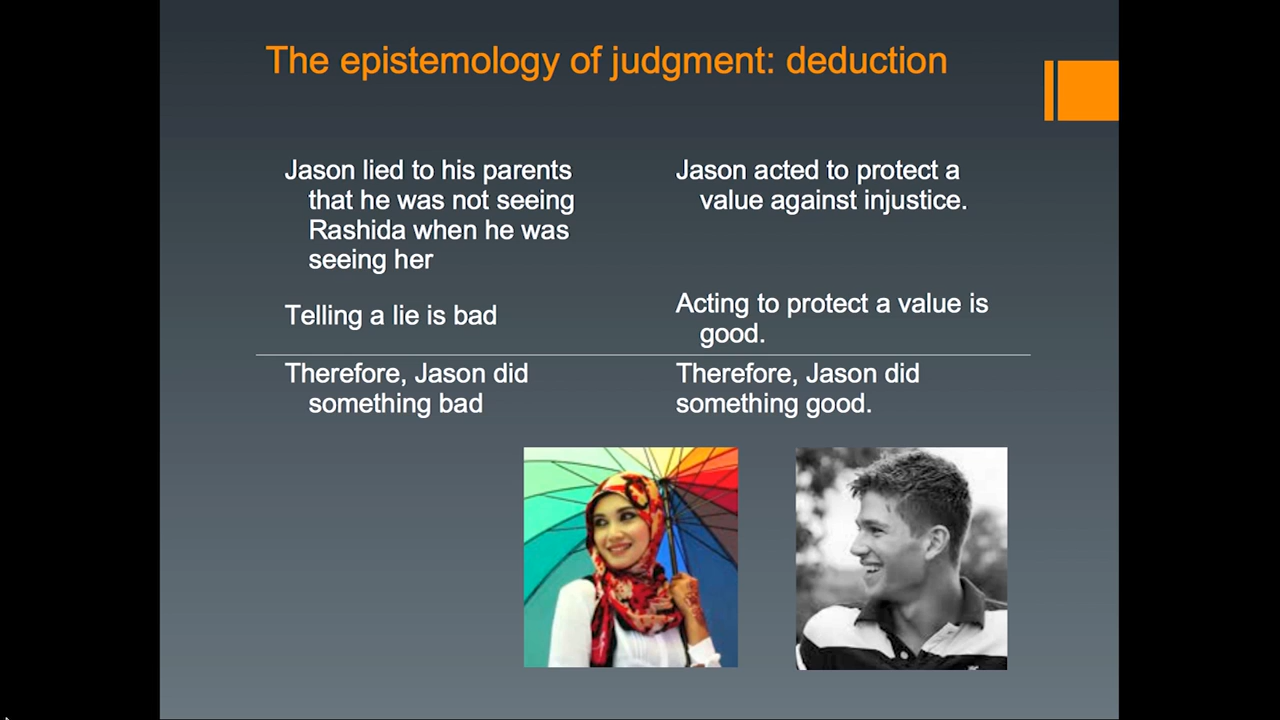 The epistemology of judgment: deduction
Jason lied to his parents
that he was not seeing
Rashida when he was
seeing her
Telling a lie is bad
Therefore, Jason did
something bad
Jason acted to protect a
value against injustice.
Acting to protect a value is
good.
Therefore, Jason did
something good.